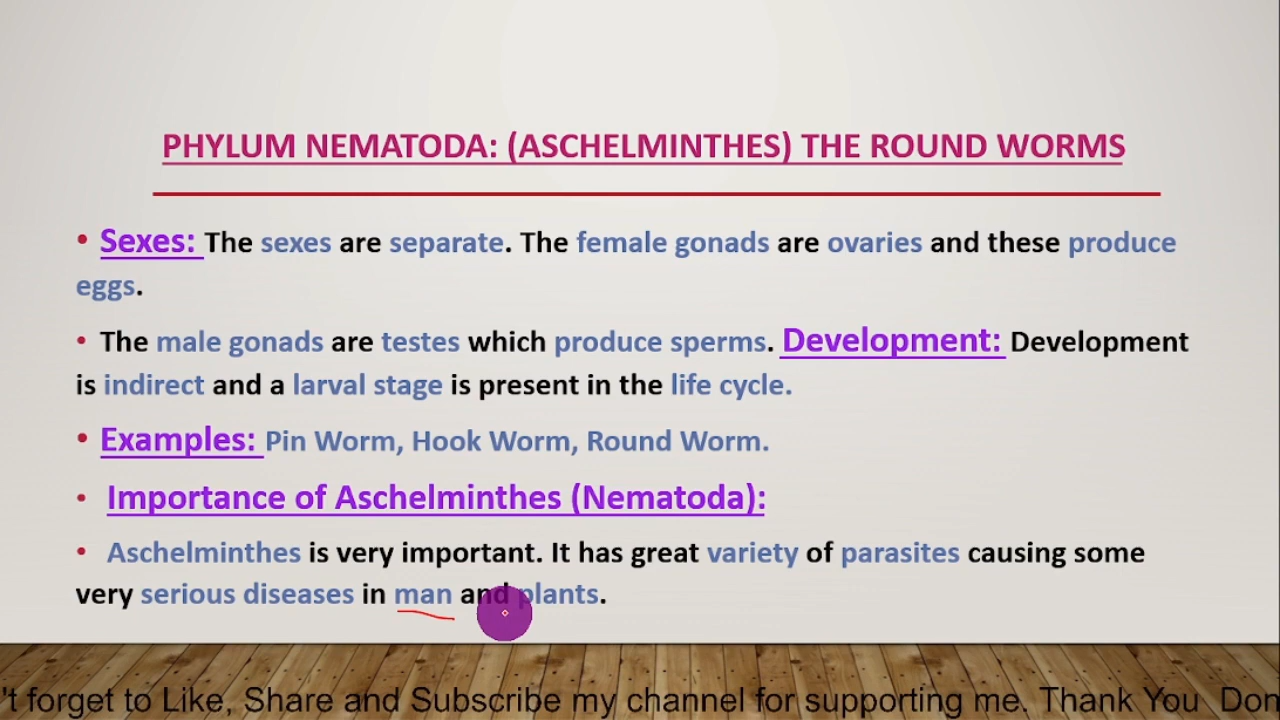 PHYLUM NEMATODA: (ASCHELMINTHES) THE ROUND WORMS
• Sexes: The sexes are separate. The female gonads are ovaries and these produce
eggs.
• The male gonads are testes which produce sperms. Development: Development
is indirect and a larval stage is present in the life cycle.
• Examples: Pin Worm, Hook Worm, Round Worm.
• Importance of Aschelminthes (Nematoda):
• Aschelminthes is very important. It has great variety of parasites causing some
very serious diseases in man and plants.
't forget to Like, Share and Subscribe my channel for supporting me. Thank You Don